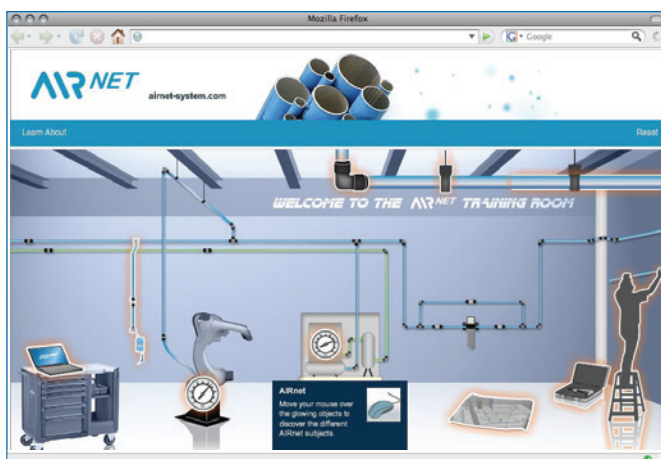 Mozilla Firefox
Google
AIRNET
airnet-system.com
Learn About
Reset
WELCOME TO THE AIRNET TRAINING ROOM
AIRnet
Move your mouse over
the glowing objects to
discover the different
AIRnet subjects